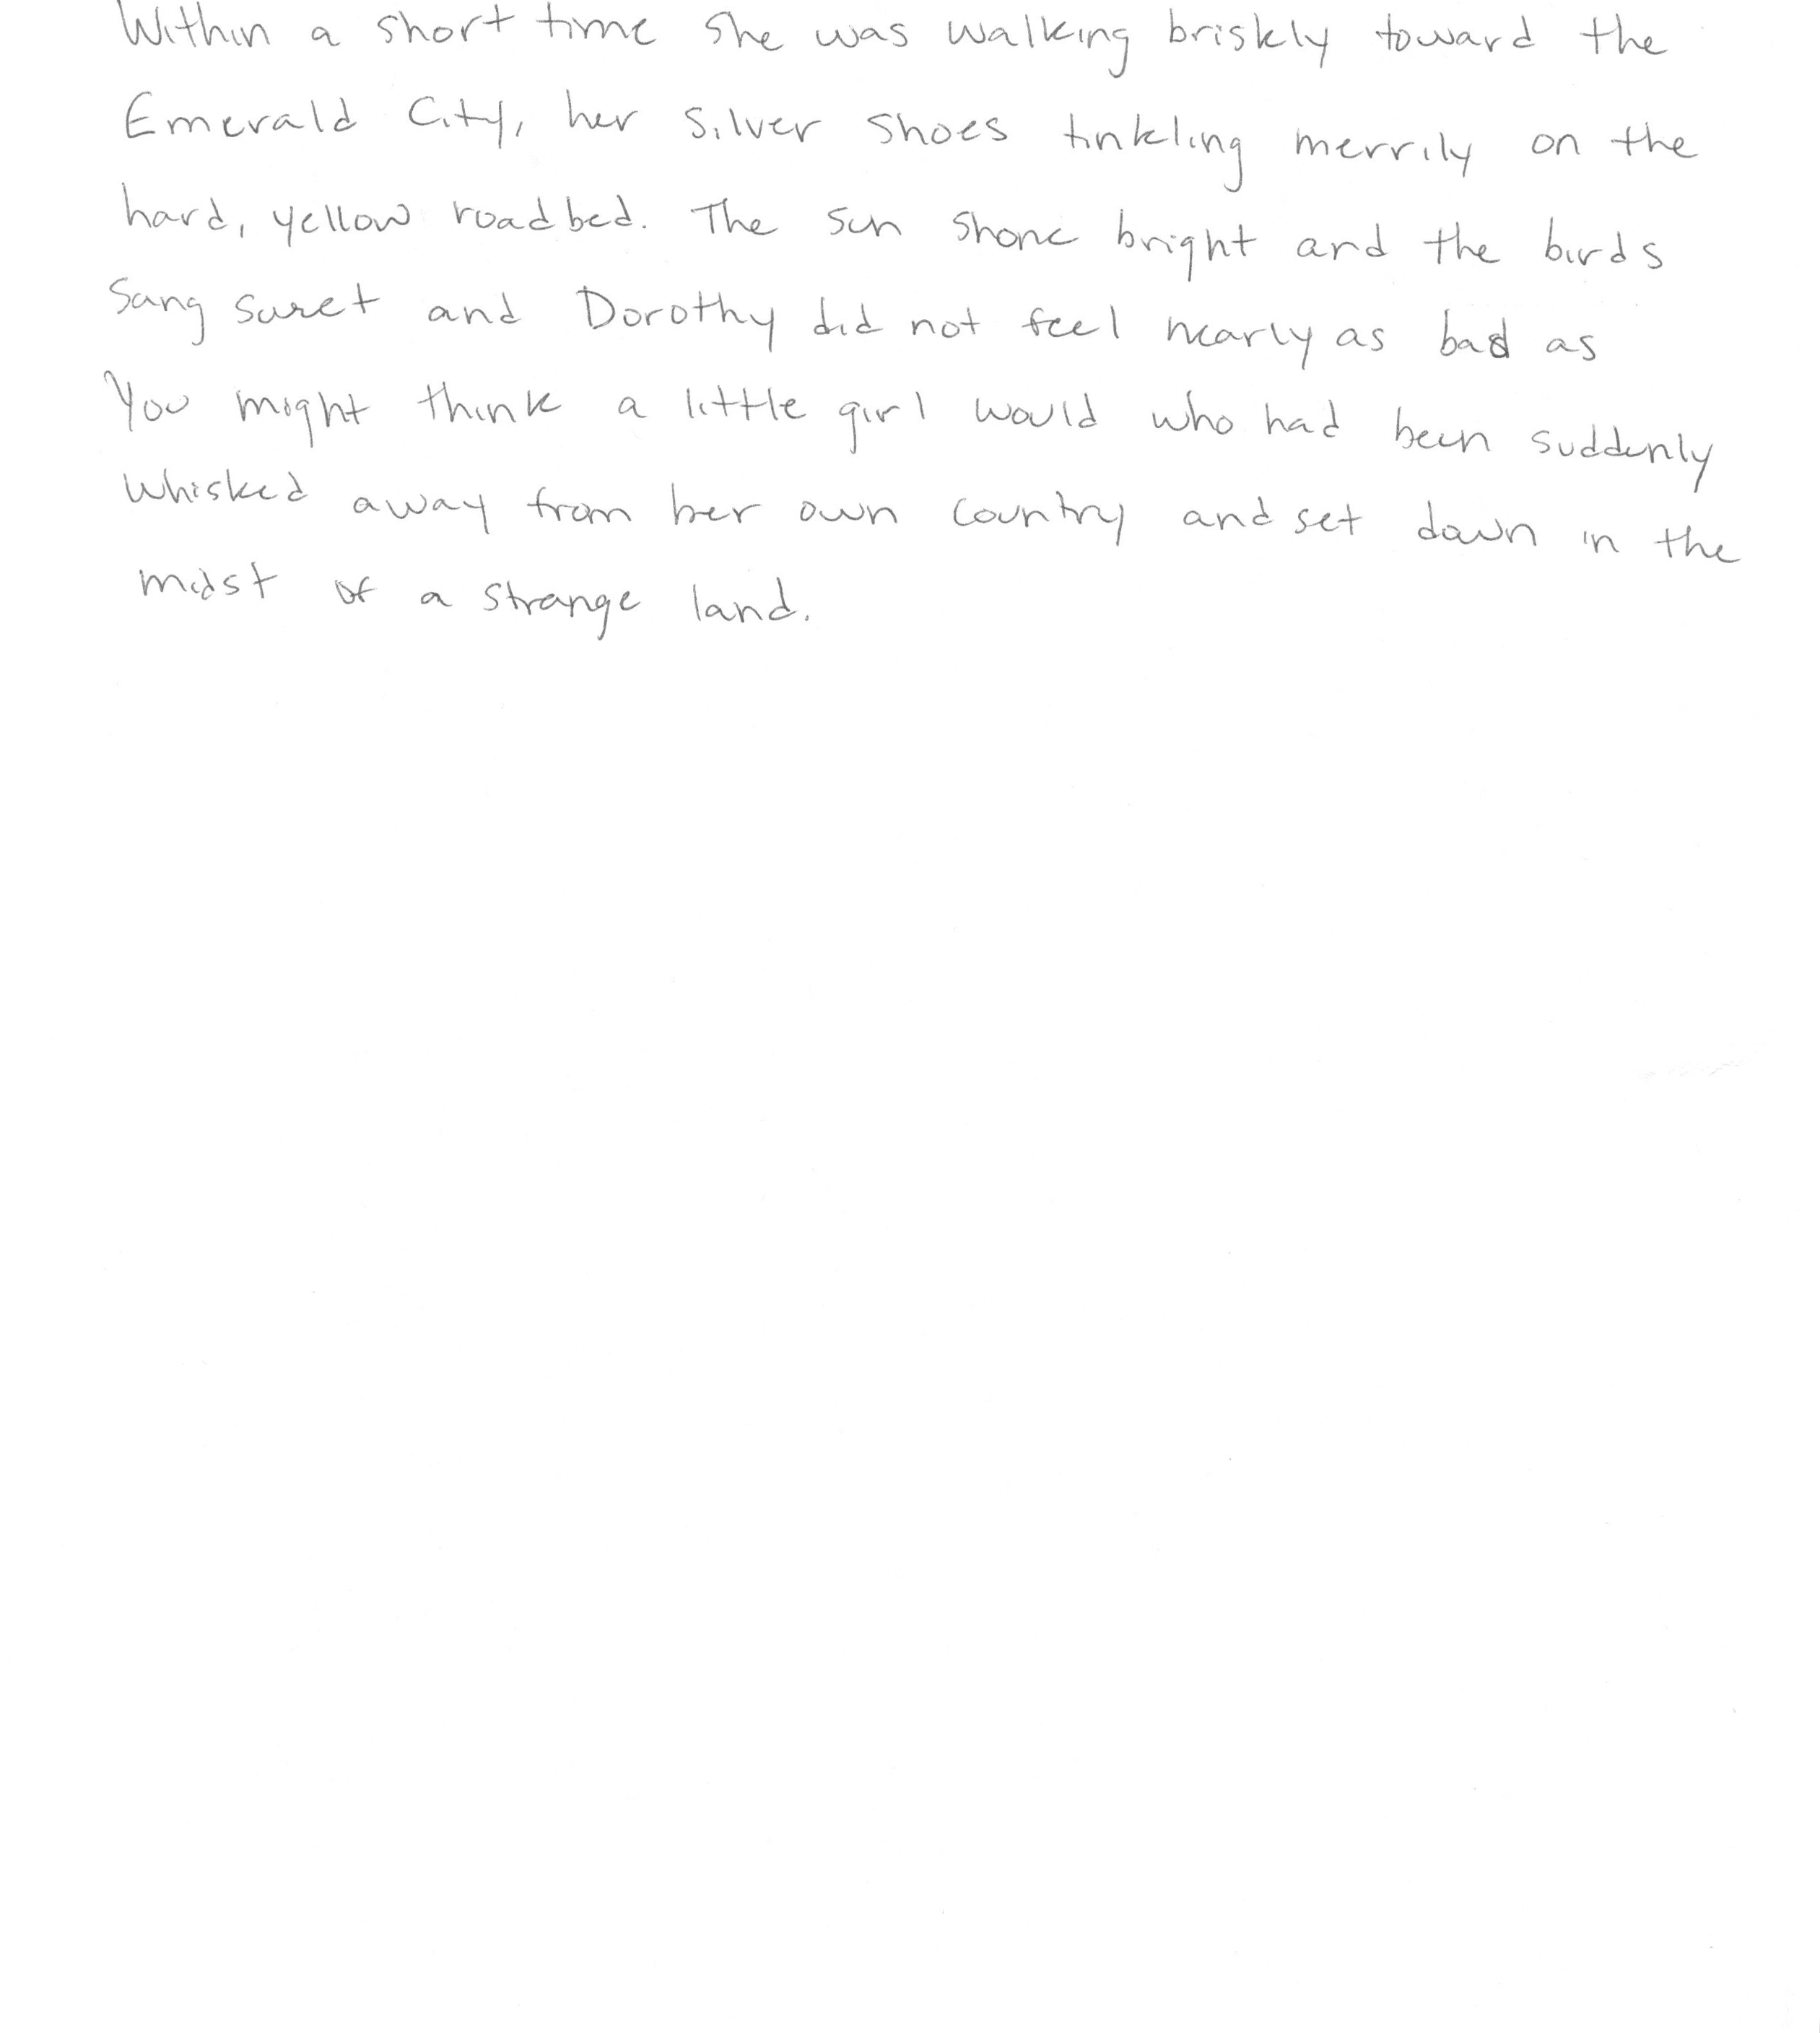 Within a short time she was walking briskly toward the
Emerald City, her silver shoes tinkling merrily on the
hard, yellow roadbed. The sun shone bright and the birds
sang sweet and Dorothy did not feel nearly as bad as
you might think a little girl would who had been suddenly
whisked away from her own country and set down in the
midst of a strange land.